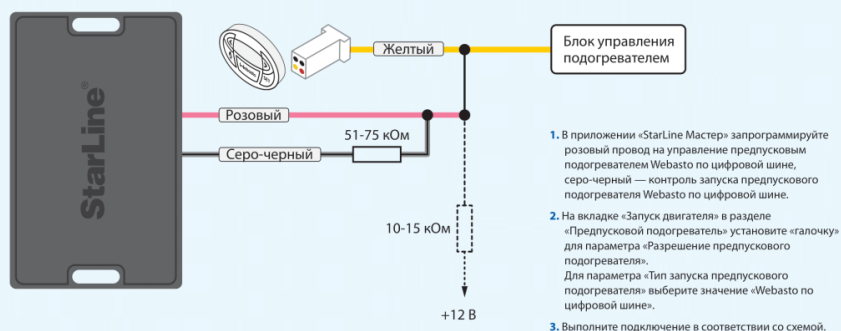 StarLine®
Желтый
Блок управления
подогревателем
Розовый
51-75 кОм
Серо-черный
10-15 кОм
+12 В
1. В приложении «StarLine Мастер» запрограммируйте
розовый провод на управление предпусковым
подогревателем Webasto по цифровой шине,
серо-черный — контроль запуска предпускового
подогревателя Webasto по цифровой шине.
2. На вкладке «Запуск двигателя» в разделе
«Предпусковой подогреватель» установите «галочку»
для параметра «Разрешение предпускового
подогревателя».
Для параметра «Тип запуска предпускового
подогревателя» выберите значение «Webasto по
цифровой шине».
3. Выполните подключение в соответствии со схемой.